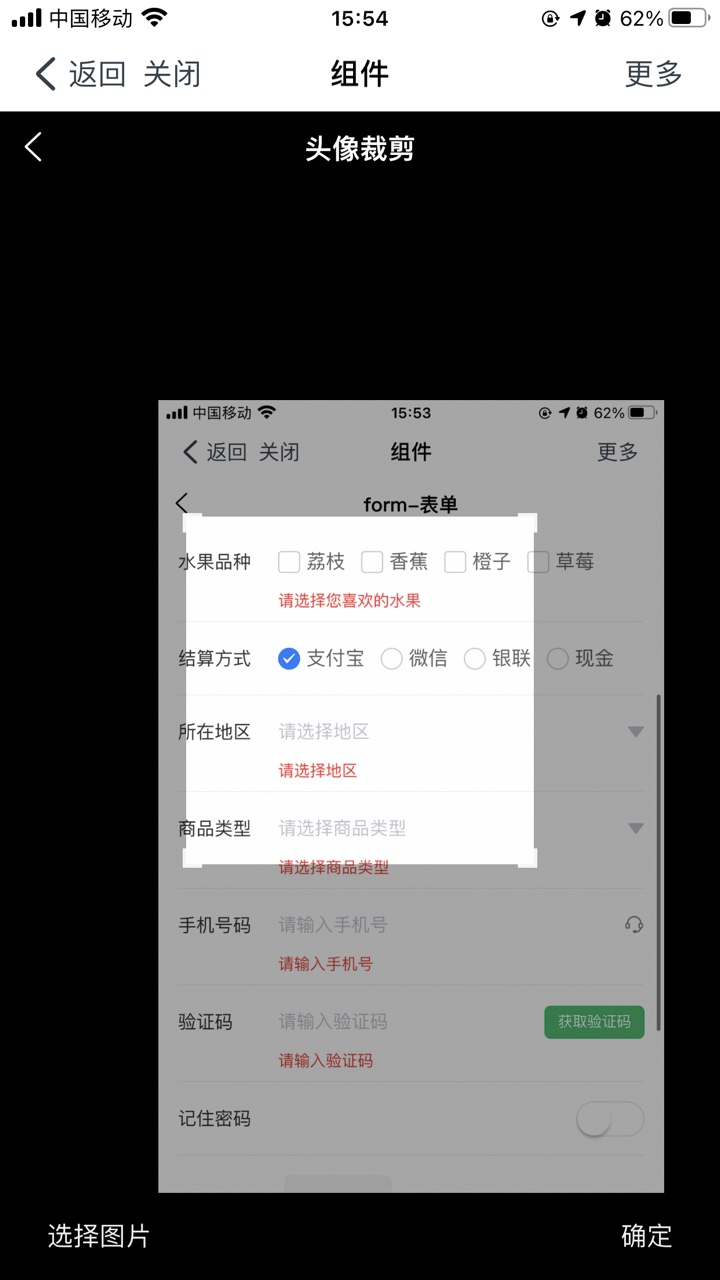 中国移动 15:54 62%
返回 关闭 组件 更多
头像裁剪
中国移动 15:53 62%
返回 关闭 组件 更多
form-表单
水果品种 荔枝 香蕉 橙子 草莓
请选择您喜欢的水果
结算方式 支付宝 微信 银联 现金
所在地区 请选择地区
请选择地区
商品类型 请选择商品类型
请选择商品类型
手机号码 请输入手机号
请输入手机号
验证码 请输入验证码 获取验证码
请输入验证码
记住密码
选择图片 确定